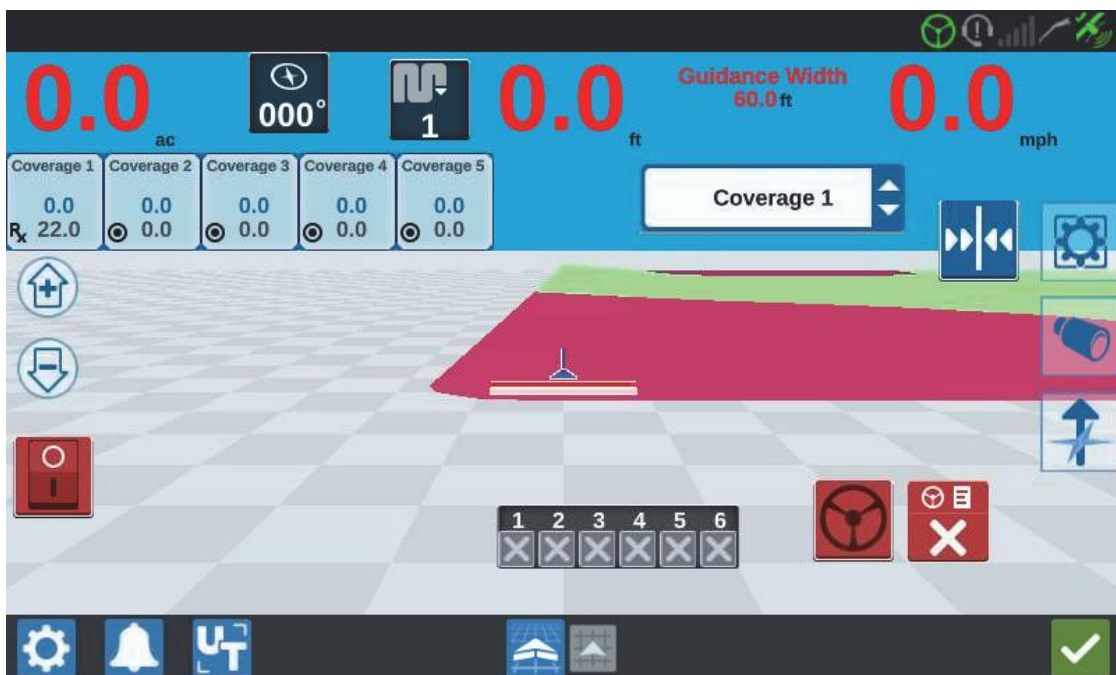 0.0 ac
000°
1
0.0 ft
Guidance Width
60.0 ft
0.0 mph
Coverage 1
0.0
Rx 22.0
Coverage 2
0.0
0.0
Coverage 3
0.0
0.0
Coverage 4
0.0
0.0
Coverage 5
0.0
0.0
Coverage 1
1 2 3 4 5 6
UT